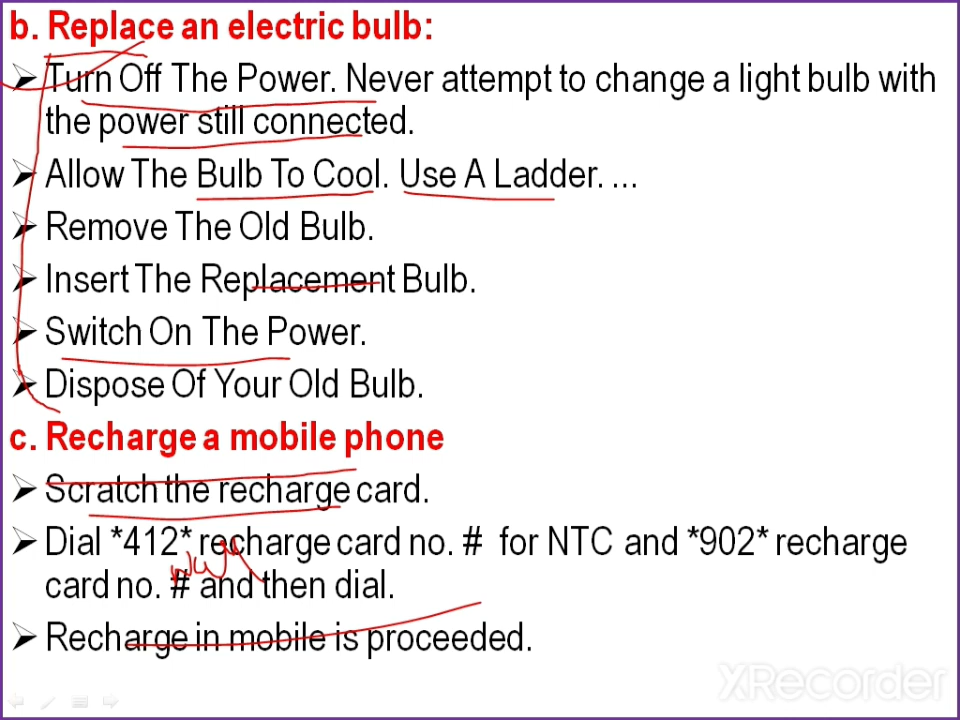 b. Replace an electric bulb:
➢ Turn Off The Power. Never attempt to change a light bulb with
the power still connected.
➢ Allow The Bulb To Cool. Use A Ladder. ...
➢ Remove The Old Bulb.
➢ Insert The Replacement Bulb.
➢ Switch On The Power.
➢ Dispose Of Your Old Bulb.
c. Recharge a mobile phone
➢ Scratch the recharge card.
➢ Dial *412* recharge card no. # for NTC and *902* recharge
card no. # and then dial.
➢ Recharge in mobile is proceeded.
XRecorder